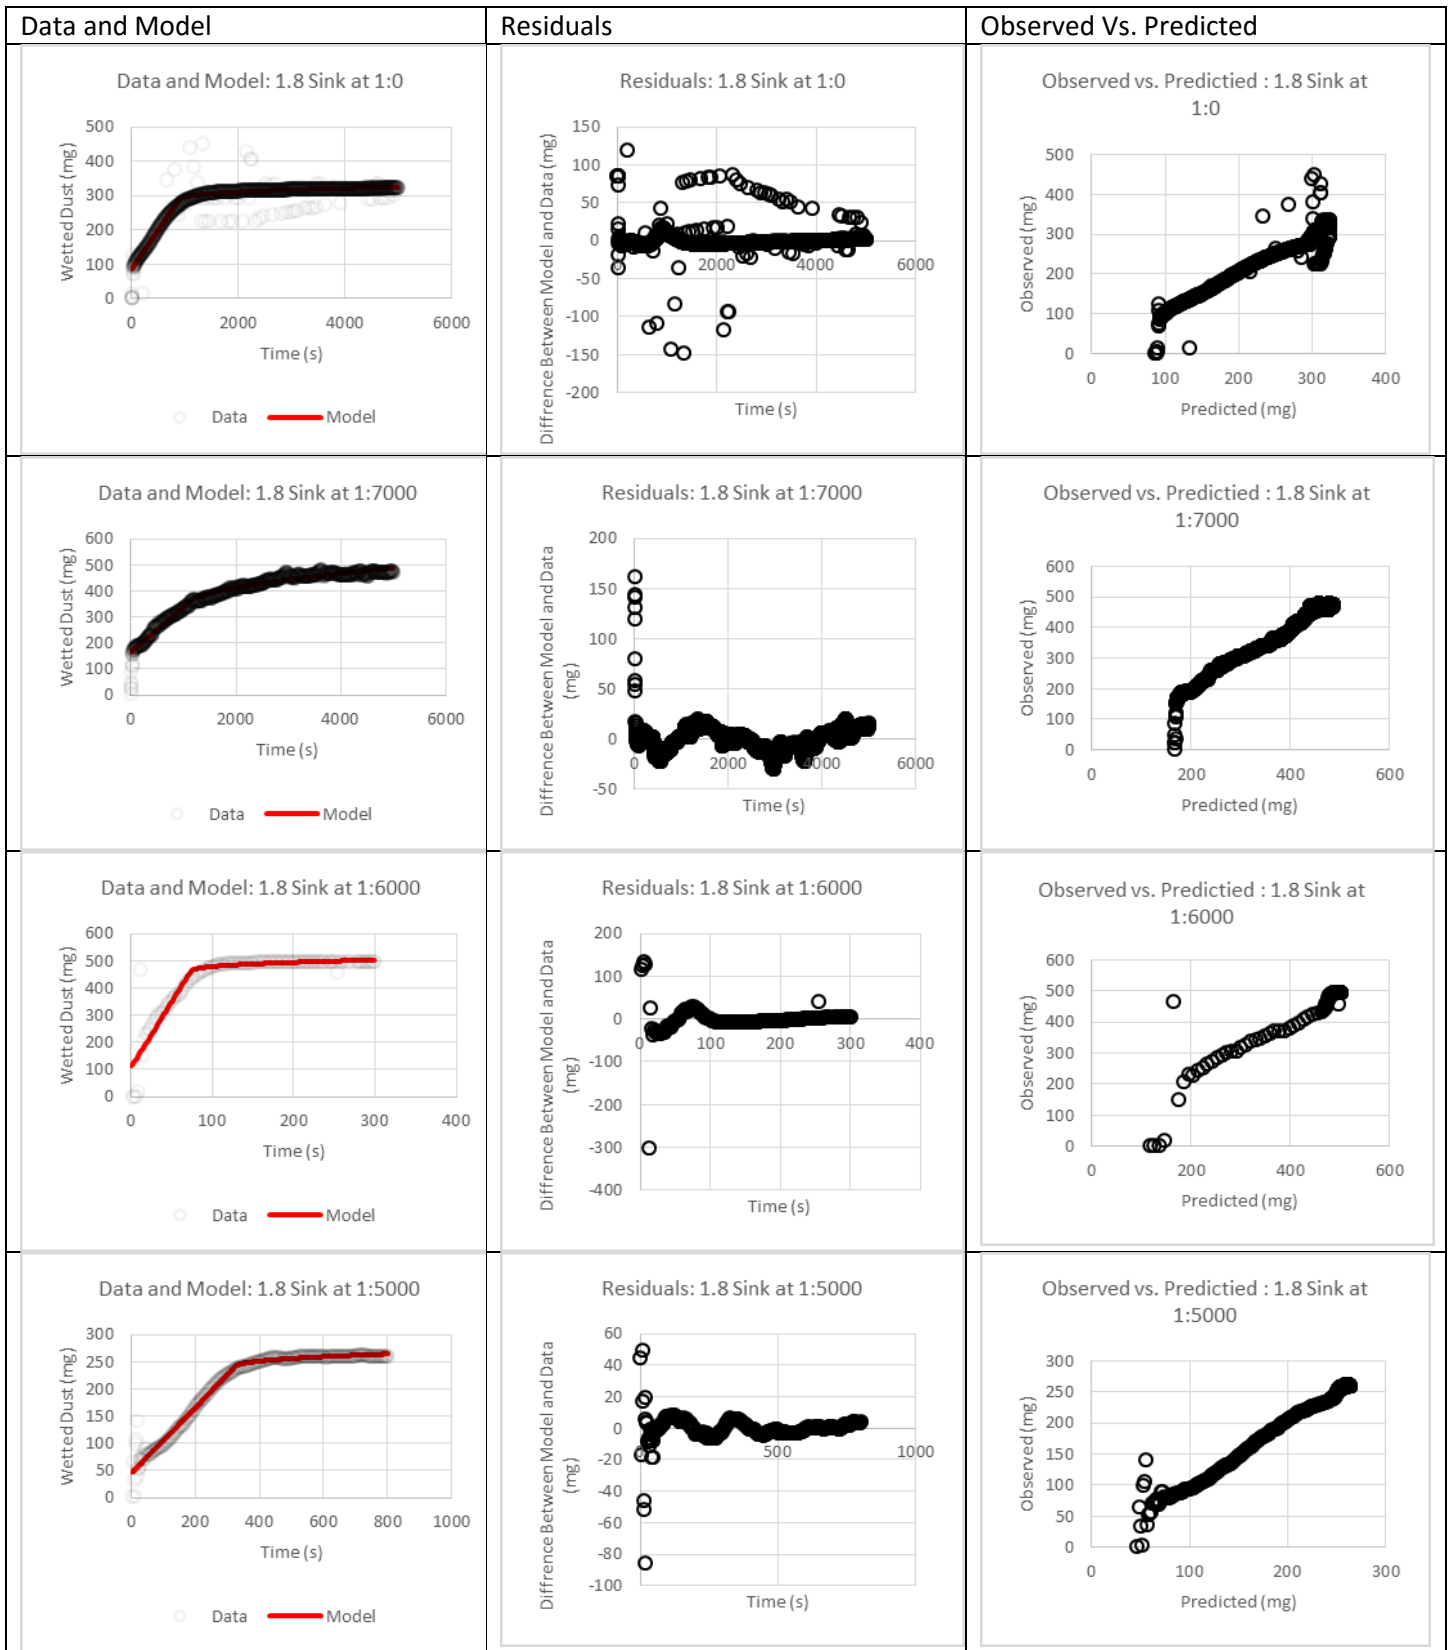 Data and Model
Residuals
Observed Vs. Predicted
Data and Model: 1.8 Sink at 1:0
Wetted Dust (mg)
500
400
300
200
100
0
0 2000 4000 6000
Time (s)
Data Model
Residuals: 1.8 Sink at 1:0
Diffrence Between Model and Data (mg)
150
100
50
0
-50
-100
-150
-200
2000 4000 6000
Time (s)
Observed vs. Predictied : 1.8 Sink at
1:0
Observed (mg)
500
400
300
200
100
0
0 100 200 300 400
Predicted (mg)
Data and Model: 1.8 Sink at 1:7000
Wetted Dust (mg)
600
500
400
300
200
100
0
0 2000 4000 6000
Time (s)
Data Model
Residuals: 1.8 Sink at 1:7000
Diffrence Between Model and Data
(mg)
200
150
100
50
0
-50
0 2000 4000 6000
Time (s)
Observed vs. Predictied : 1.8 Sink at
1:7000
Observed (mg)
600
500
400
300
200
100
0
0 200 400 600
Predicted (mg)
Data and Model: 1.8 Sink at 1:6000
Wetted Dust (mg)
600
500
400
300
200
100
0
0 100 200 300 400
Time (s)
Data Model
Residuals: 1.8 Sink at 1:6000
Diffrence Between Model and Data
(mg)
200
100
0
-100
-200
-300
-400
0 100 200 300 400
Time (s)
Observed vs. Predictied : 1.8 Sink at
1:6000
Observed (mg)
600
500
400
300
200
100
0
0 200 400 600
Predicted (mg)
Data and Model: 1.8 Sink at 1:5000
Wetted Dust (mg)
300
250
200
150
100
50
0
0 200 400 600 800 1000
Time (s)
Data Model
Residuals: 1.8 Sink at 1:5000
Diffrence Between Model and Data
(mg)
60
40
20
0
-20
-40
-60
-80
-100
0 500 1000
Time (s)
Observed vs. Predictied : 1.8 Sink at
1:5000
Observed (mg)
300
250
200
150
100
50
0
0 100 200 300
Predicted (mg)